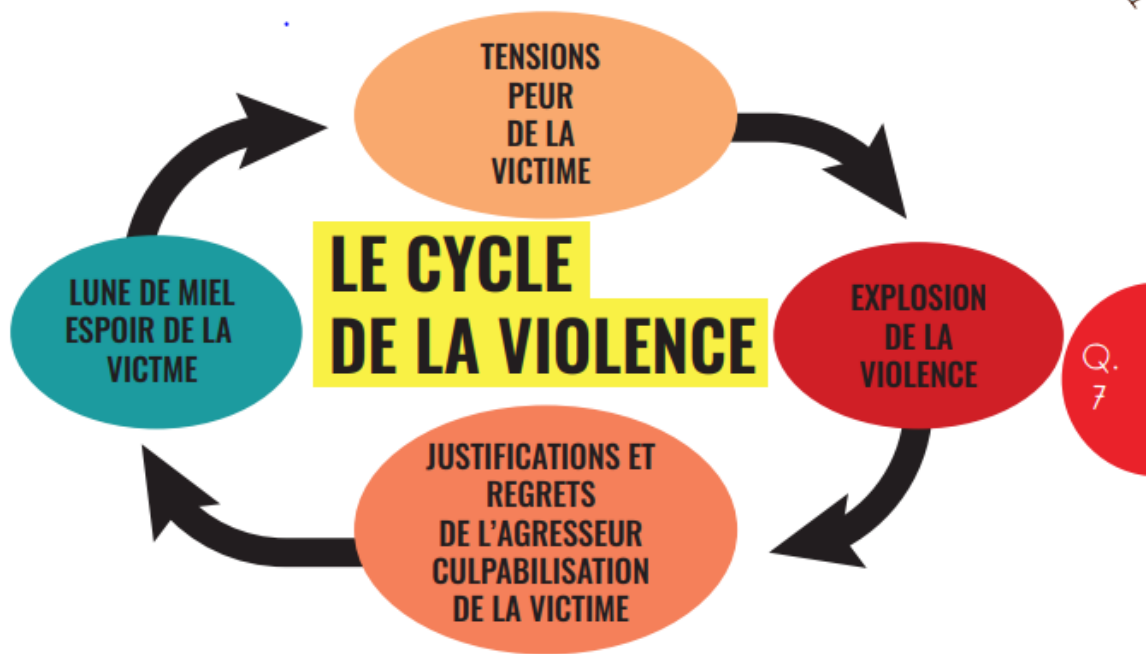 TENSIONS
PEUR
DE LA
VICTIME
LE CYCLE
DE LA VIOLENCE
LUNE DE MIEL
ESPOIR DE LA
VICTME
EXPLOSION
DE LA
VIOLENCE
Q.
7
JUSTIFICATIONS ET
REGRETS
DE L'AGRESSEUR
CULPABILISATION
DE LA VICTIME